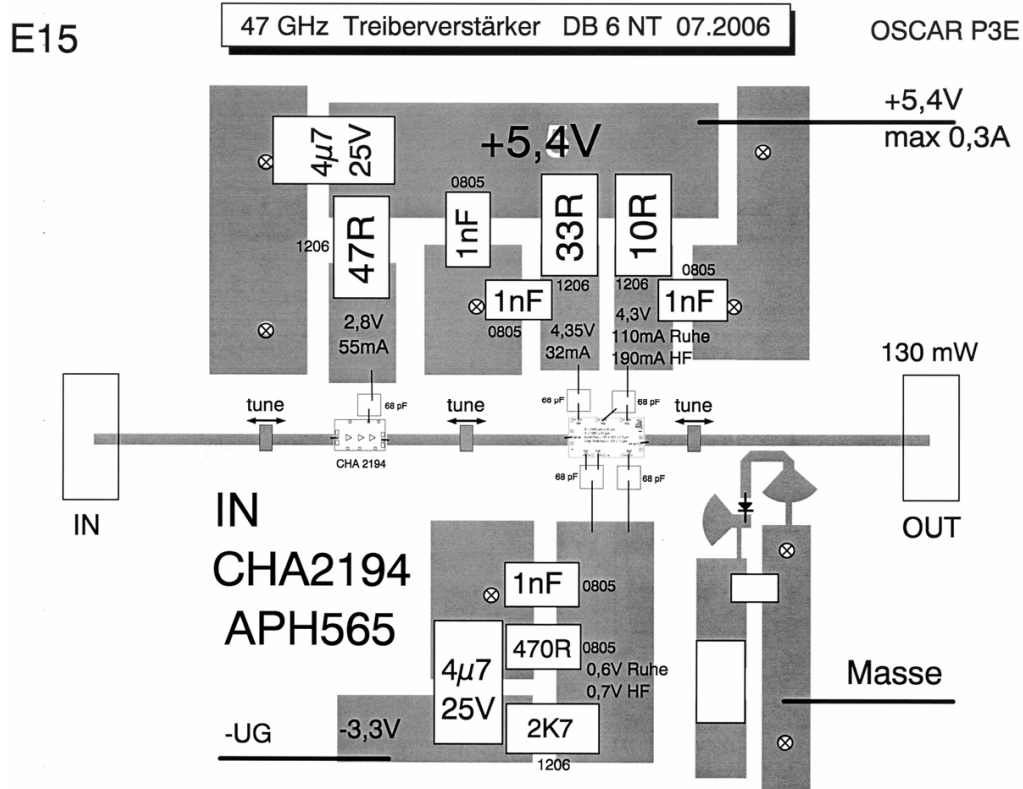 E15
47 GHz Treiberverstärker DB 6 NT 07.2006
OSCAR P3E
+5,4V
max 0,3A
4µ7
25V
+5,4V
0805
1nF
47R
1206
33R
1206
10R
1206
0805
1nF
1nF
0805
2,8V
55mA
4,35V
32mA
4,3V
110mA Ruhe
190mA HF
130 mW
tune
tune
tune
68 pF
68 pF
68 pF
CHA 2194
68 pF
68 pF
IN
OUT
IN
CHA2194
APH565
1nF
0805
470R
0805
0,6V Ruhe
0,7V HF
4µ7
25V
2K7
1206
-UG
-3,3V
Masse